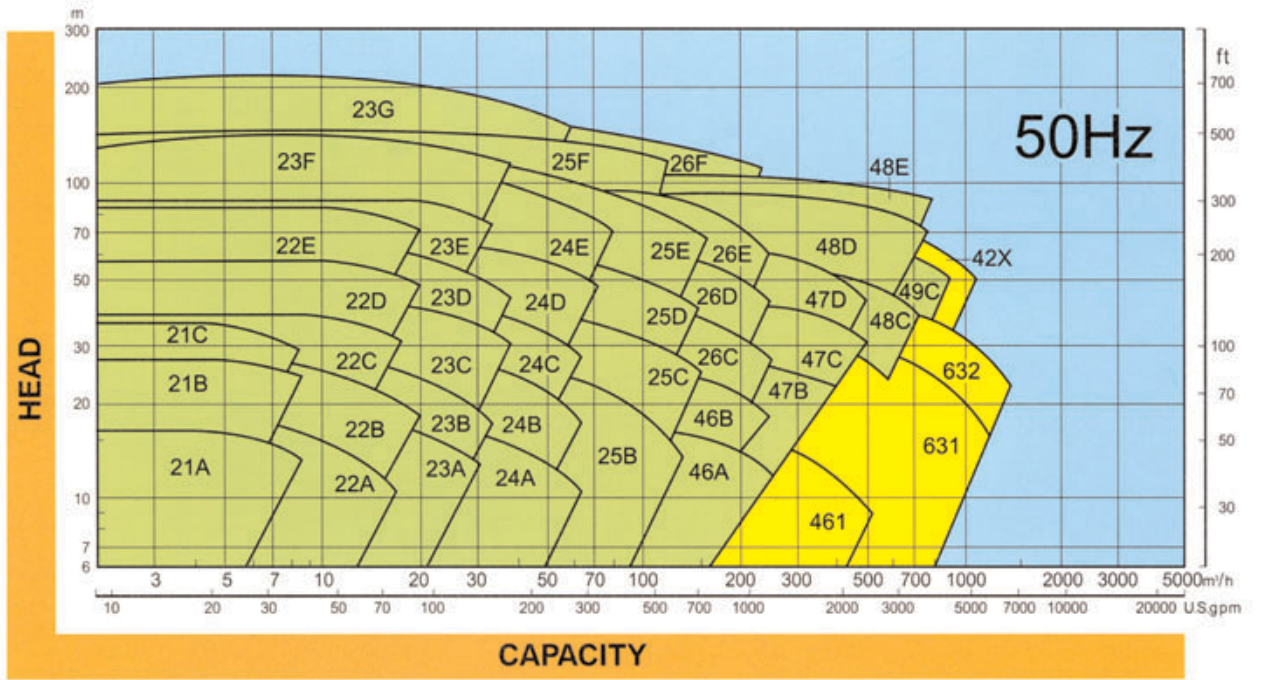 m
300
ft
200
700
23G
50Hz
500
25F
26F
23F
48E
100
300
70
22E
23E
24E
25E
26E
48D
200
42X
50
22D
23D
24D
25D
26D
47D
49C
48C
21C
30
100
22C
23C
24C
25C
26C
47C
632
21B
47B
70
20
22B
23B
24B
46B
631
50
25B
21A
23A
24A
46A
22A
10
30
461
7
6
3 5 7 10 20 30 50 70 100 200 300 500 700 1000 2000 3000 5000 m³/h
10 20 30 50 70 100 200 300 500 700 1000 2000 3000 5000 7000 10000 20000 U.S.gpm
HEAD
CAPACITY